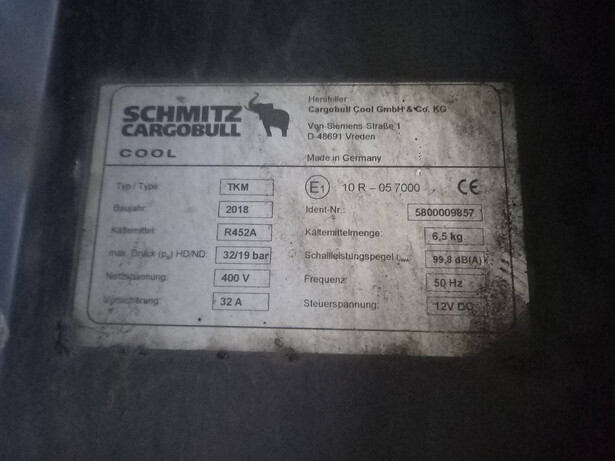 SCHMITZ
CARGOBULL
COOL
Hersteller
Cargobull Cool GmbH & Co. KG
Von-Siemens-Straße 1
D-48691 Vreden
Made in Germany
Typ / Type: TKM E1 10 R – 05 7000 CE
Baujahr: 2018 Ident-Nr.: 5800009857
Kältemittel: R452A Kältemittelmenge: 6,5 kg
max. Druck (ps) HD/ND: 32/19 bar Schallleistungspegel 99,8 dB(A)
Netzspannung: 400 V Frequenz: 50 Hz
Vorsicherung: 32 A Steuerspannung: 12V DC